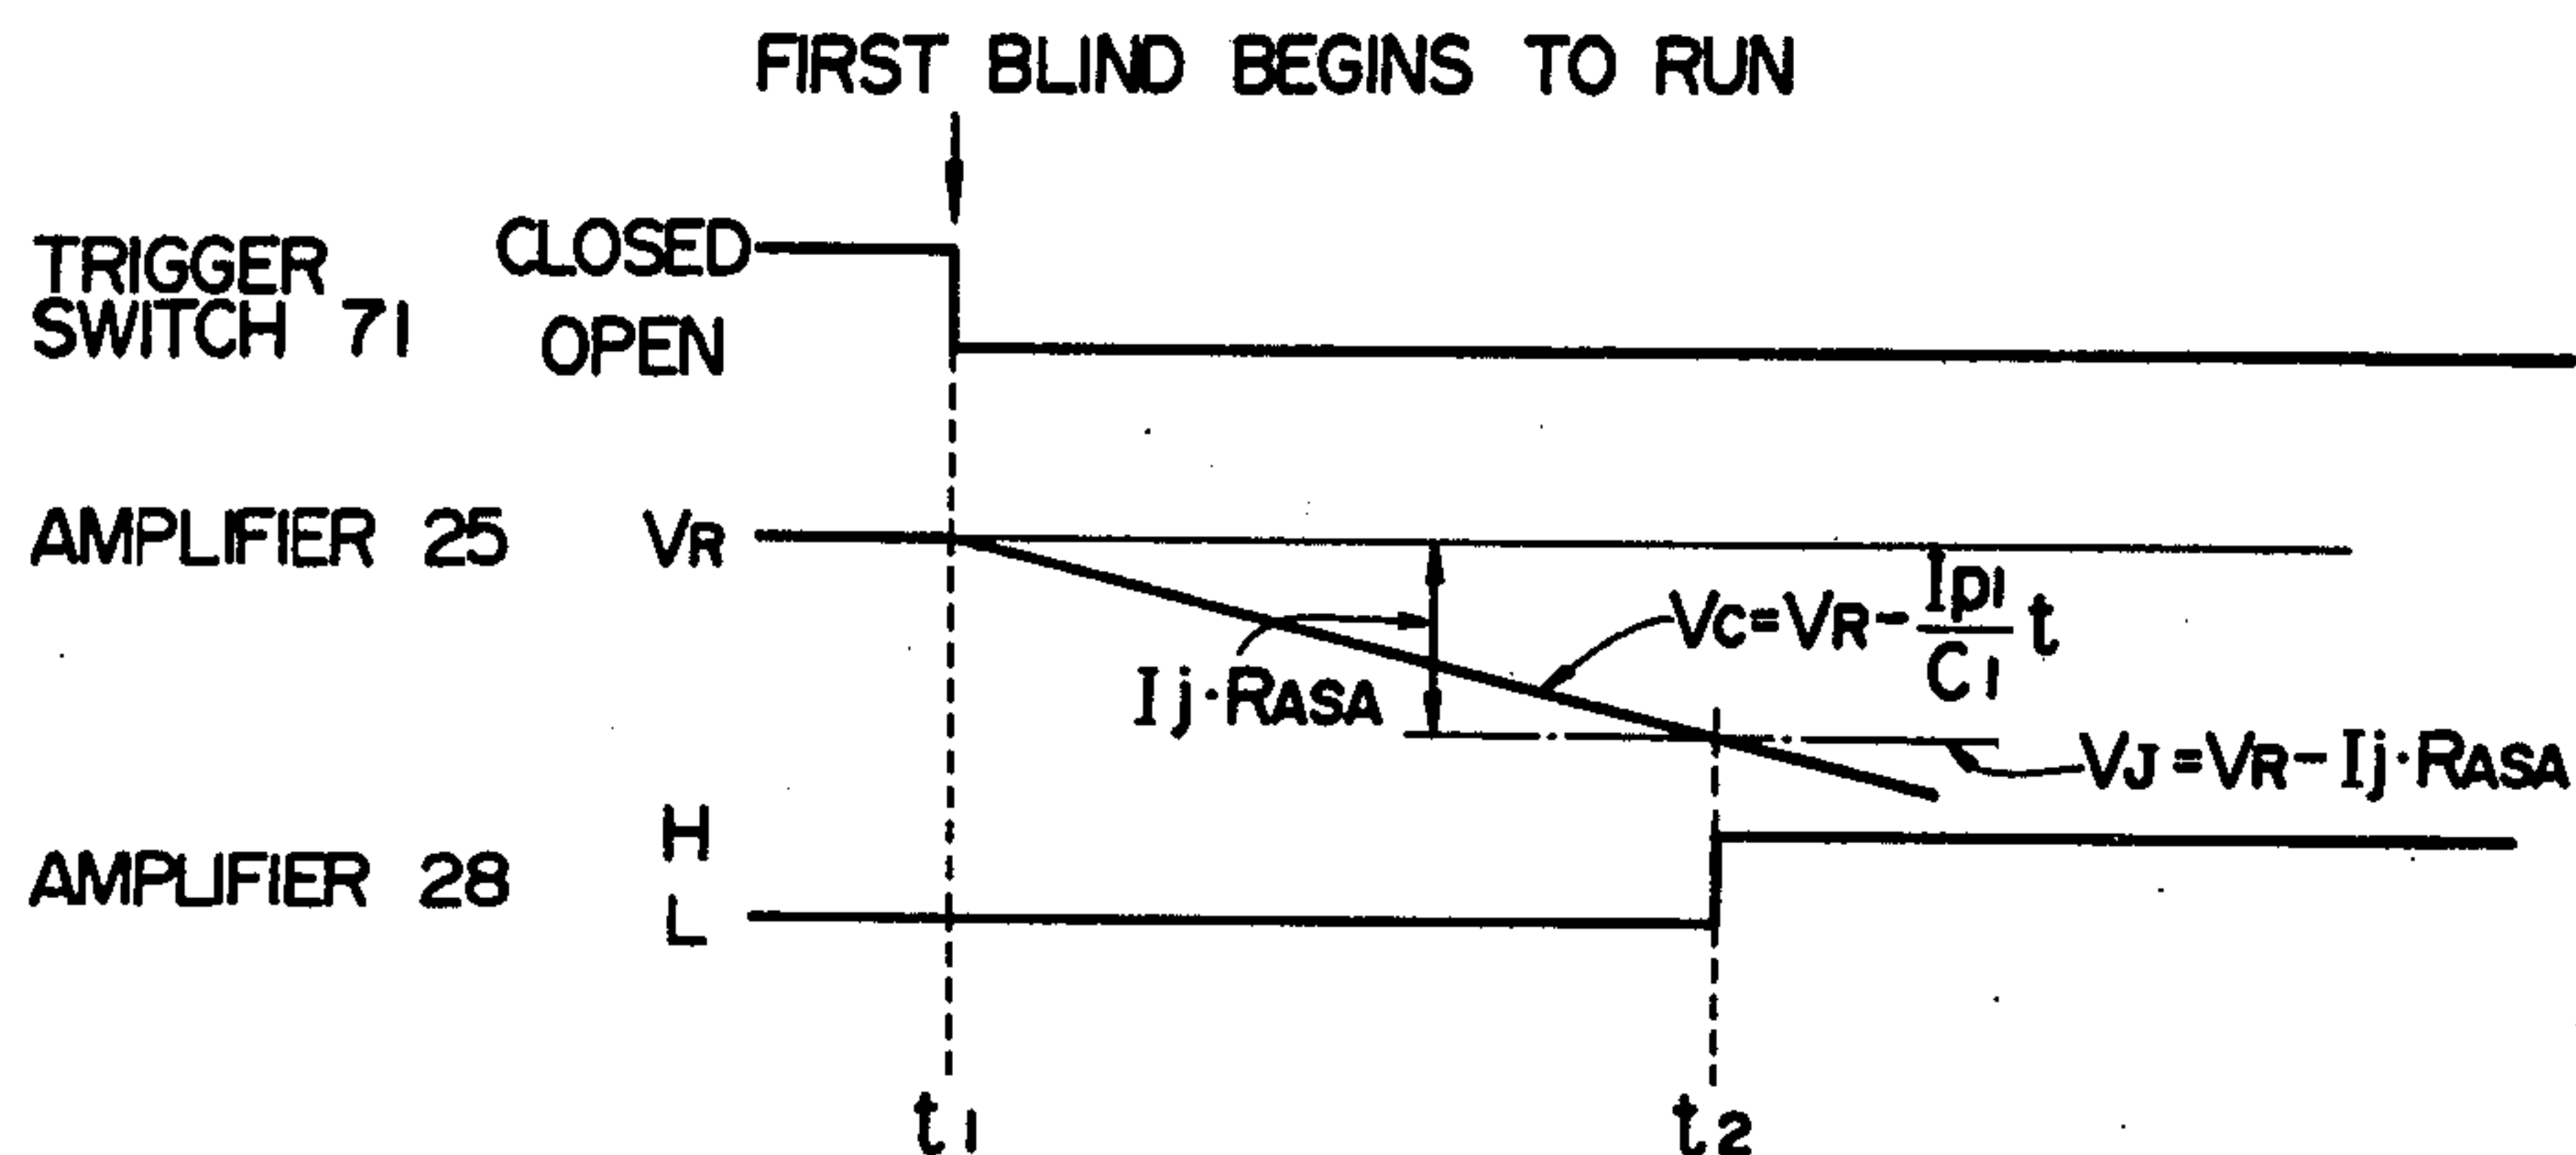 FIRST BLIND BEGINS TO RUN
TRIGGER
SWITCH 71
CLOSED
OPEN
AMPLIFIER 25
VR
Ij·RASA
VC=VR-Ip1/C1 t
VJ=VR-Ij·RASA
AMPLIFIER 28
H
L
t1
t2